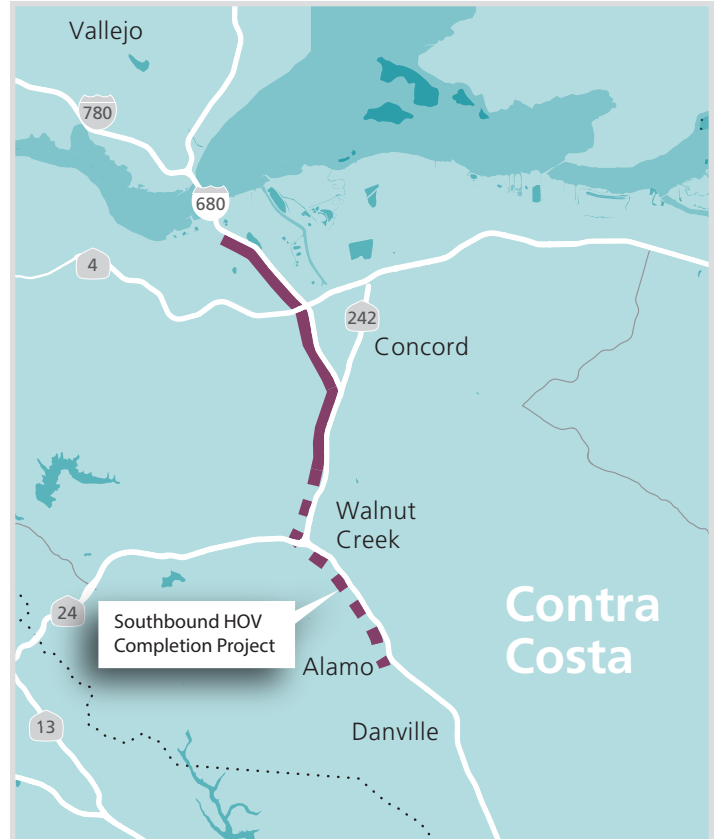 Vallejo
780
680
4
242
Concord
Walnut
Creek
Contra
Costa
24
Southbound HOV
Completion Project
Alamo
13
Danville